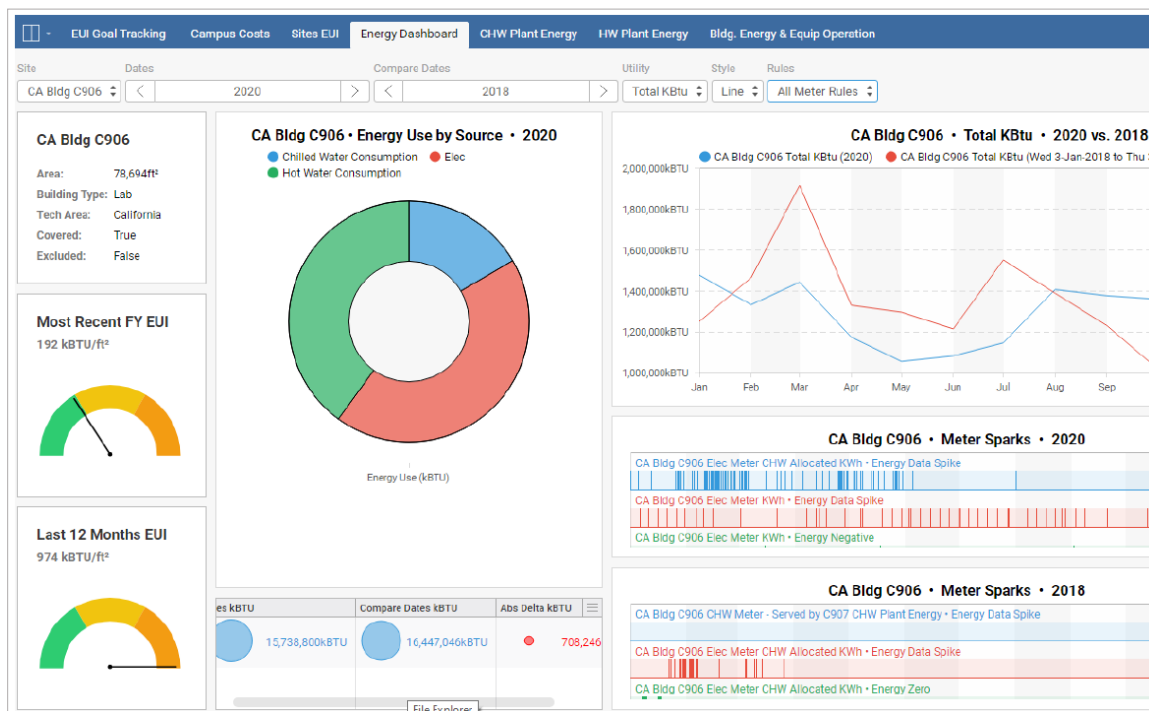 EUI Goal Tracking Campus Costs Sites EUI Energy Dashboard CHW Plant Energy HW Plant Energy Bldg. Energy & Equip Operation
Site Dates Compare Dates Utility Style Rules
CA Bldg C906 2020 2018 Total KBtu Line All Meter Rules
CA Bldg C906
Area: 78,694ft²
Building Type: Lab
Tech Area: California
Covered: True
Excluded: False
Most Recent FY EUI
192 kBTU/ft²
Last 12 Months EUI
974 kBTU/ft²
CA Bldg C906 • Energy Use by Source • 2020
Chilled Water Consumption Elec
Hot Water Consumption
Energy Use (kBTU)
es kBTU Compare Dates kBTU Abs Delta kBTU
15,738,800kBTU 16,447,046kBTU 708,246
File Explorer
CA Bldg C906 • Total KBtu • 2020 vs. 2018
CA Bldg C906 Total KBtu (2020) CA Bldg C906 Total KBtu (Wed 3-Jan-2018 to Thu
2,000,000kBTU
1,800,000kBTU
1,600,000kBTU
1,400,000kBTU
1,200,000kBTU
1,000,000kBTU
Jan Feb Mar Apr May Jun Jul Aug Sep
CA Bldg C906 • Meter Sparks • 2020
CA Bldg C906 Elec Meter CHW Allocated KWh • Energy Data Spike
CA Bldg C906 Elec Meter KWh • Energy Data Spike
CA Bldg C906 Elec Meter KWh • Energy Negative
CA Bldg C906 • Meter Sparks • 2018
CA Bldg C906 CHW Meter - Served by C907 CHW Plant Energy • Energy Data Spike
CA Bldg C906 Elec Meter CHW Allocated KWh • Energy Data Spike
CA Bldg C906 Elec Meter CHW Allocated KWh • Energy Zero